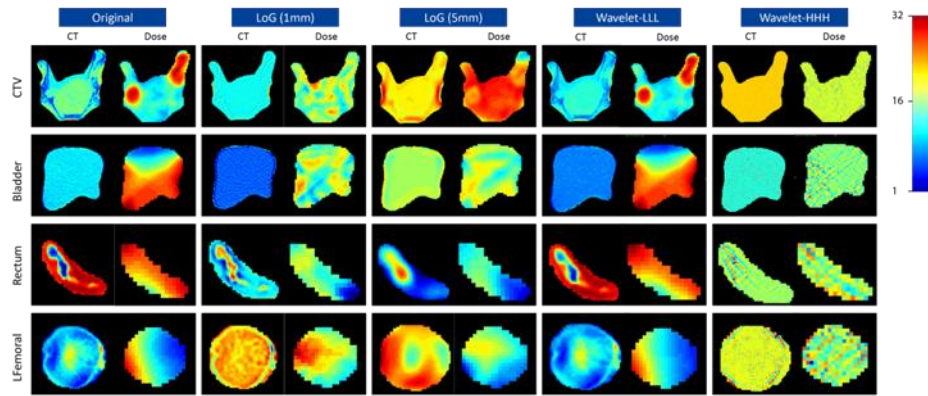 Original LoG (1mm) LoG (5mm) Wavelet-LLL Wavelet-HHH
CT Dose CT Dose CT Dose CT Dose CT Dose
CTV
Bladder
Rectum
LFemoral
32
16
1